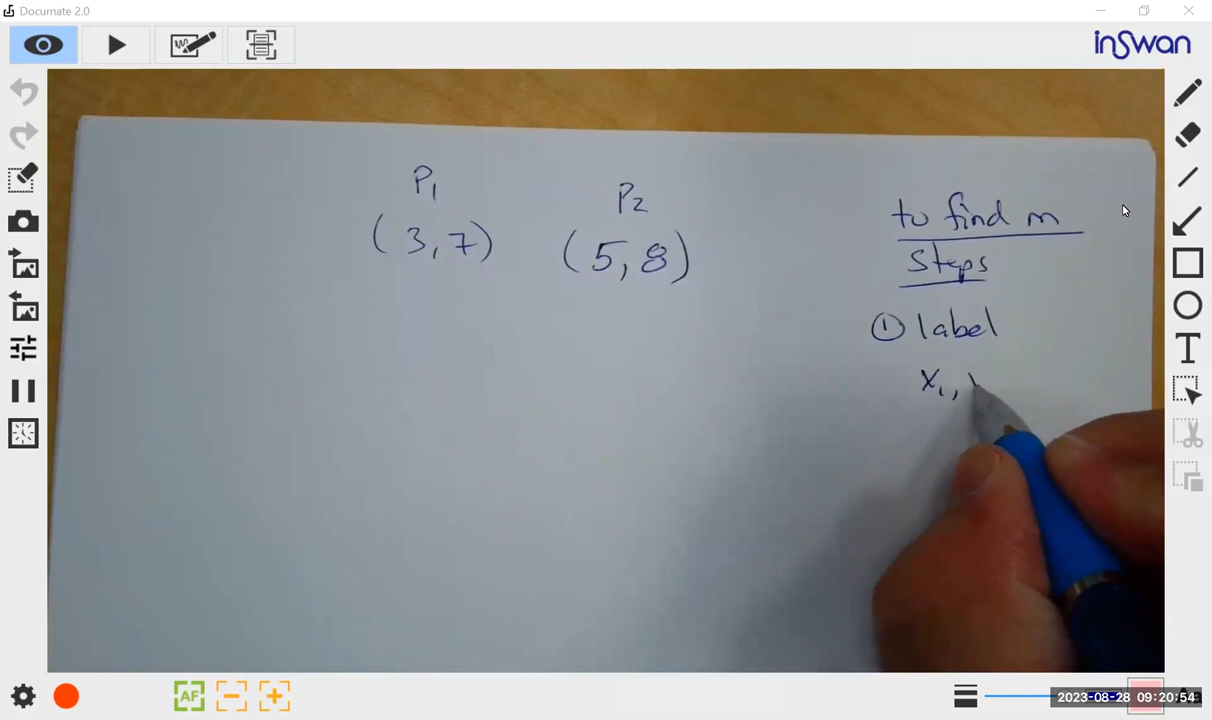 Documate 2.0
inSwan
P1 P2
(3,7) (5,8)
to find m
Steps
① label
x1,
AF
T
2023-08-28 09:20:54